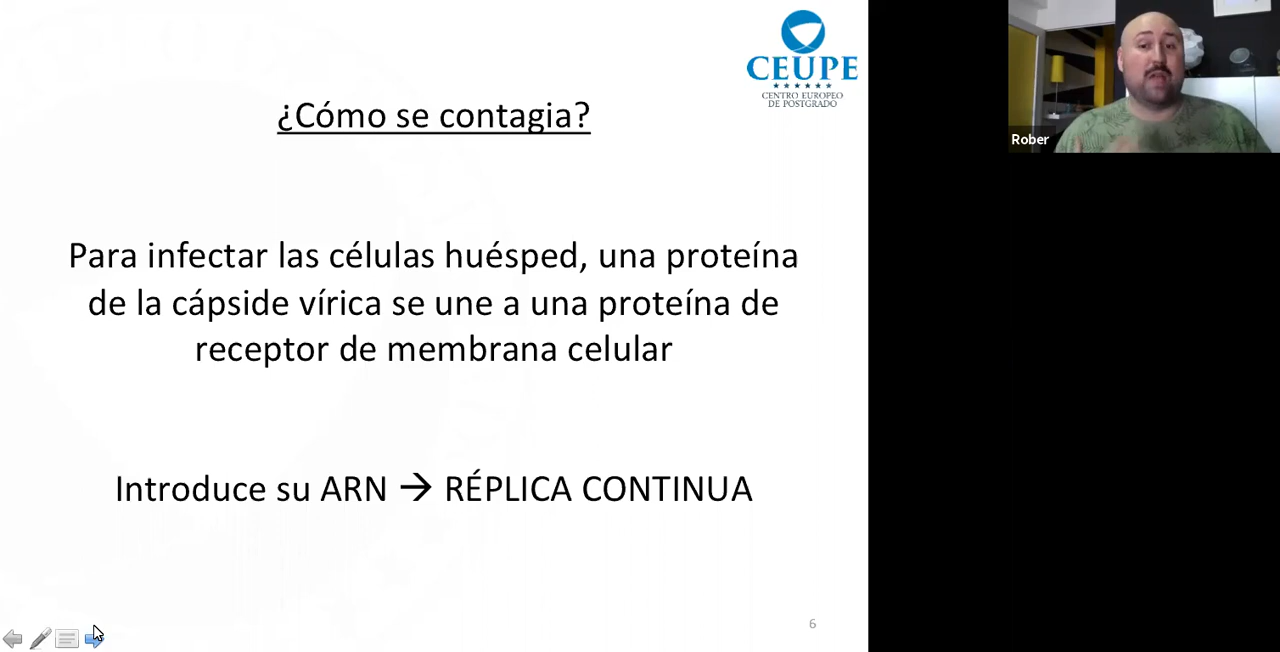 CEUPE
CENTRO EUROPEO
DE POSTGRADO
¿Cómo se contagia?
Rober
Para infectar las células huésped, una proteína
de la cápside vírica se une a una proteína de
receptor de membrana celular
Introduce su ARN → RÉPLICA CONTINUA
6